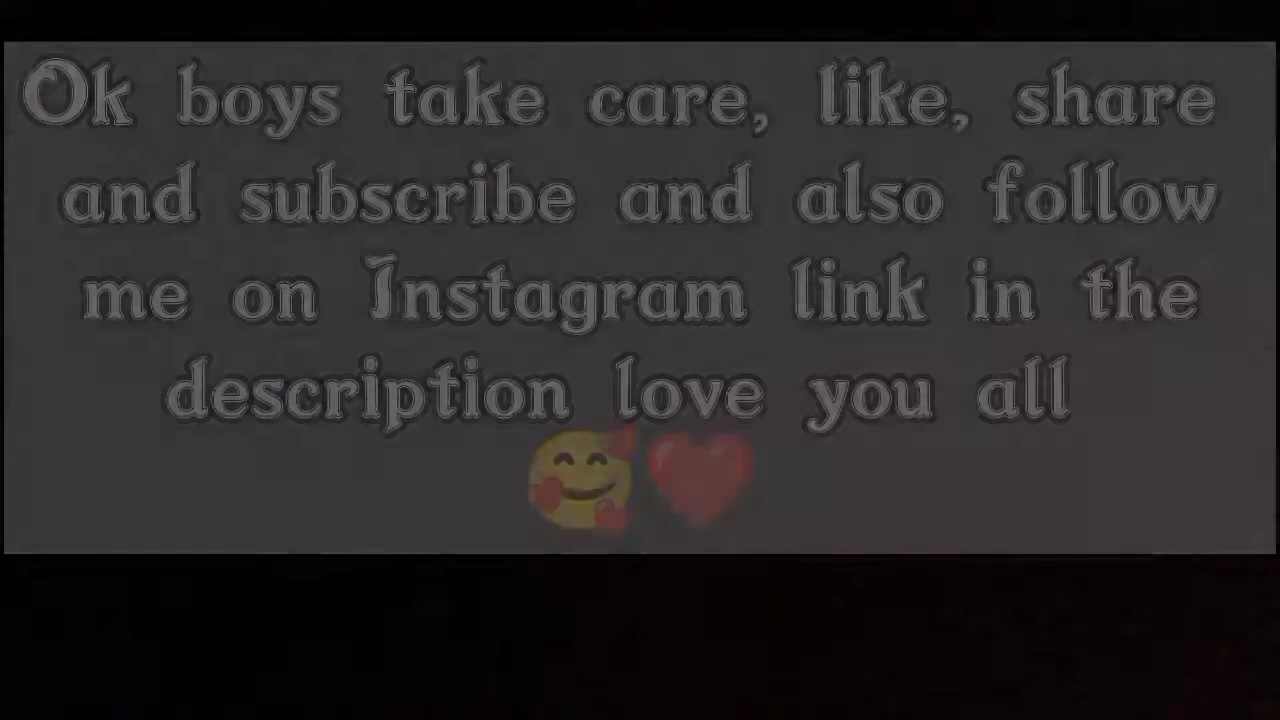 Ok boys take care, like, share
and subscribe and also follow
me on Instagram link in the
description love you all
🥰❤️